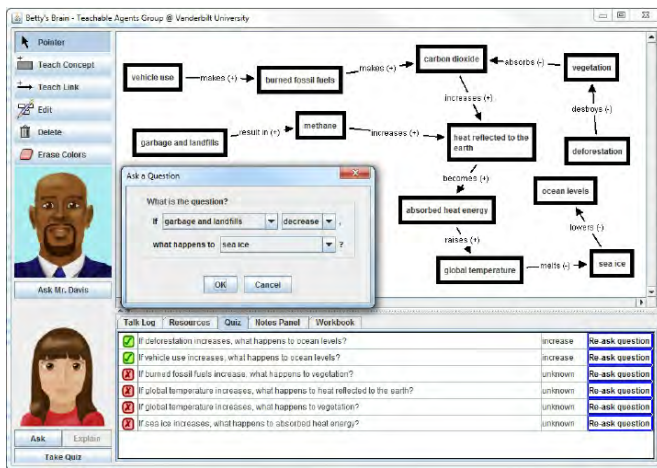 Betty's Brain - Teachable Agents Group @ Vanderbilt University
Pointer
Teach Concept
Teach Link
Edit
Delete
Erase Colors
Ask Mr. Davis
Ask
Explain
Take Quiz
vehicle use
makes (+)
burned fossil fuels
makes (+)
carbon dioxide
absorbs (-)
vegetation
increases (+)
destroys (-)
garbage and landfills
result in (+)
methane
increases (+)
heat reflected to the
earth
deforestation
becomes (+)
ocean levels
absorbed heat energy
lowers (-)
raises (+)
global temperature
melts (-)
sea ice
Ask a Question
What is the question?
If garbage and landfills decrease ,
what happens to sea ice ?
OK
Cancel
Talk Log Resources Quiz Notes Panel Workbook
If deforestation increases, what happens to ocean levels? increase Re-ask question
If vehicle use increases, what happens to ocean levels? increase Re-ask question
If burned fossil fuels increase, what happens to vegetation? unknown Re-ask question
If global temperature increases, what happens to heat reflected to the earth? unknown Re-ask question
If global temperature increases, what happens to vegetation? unknown Re-ask question
If sea ice increases, what happens to absorbed heat energy? unknown Re-ask question